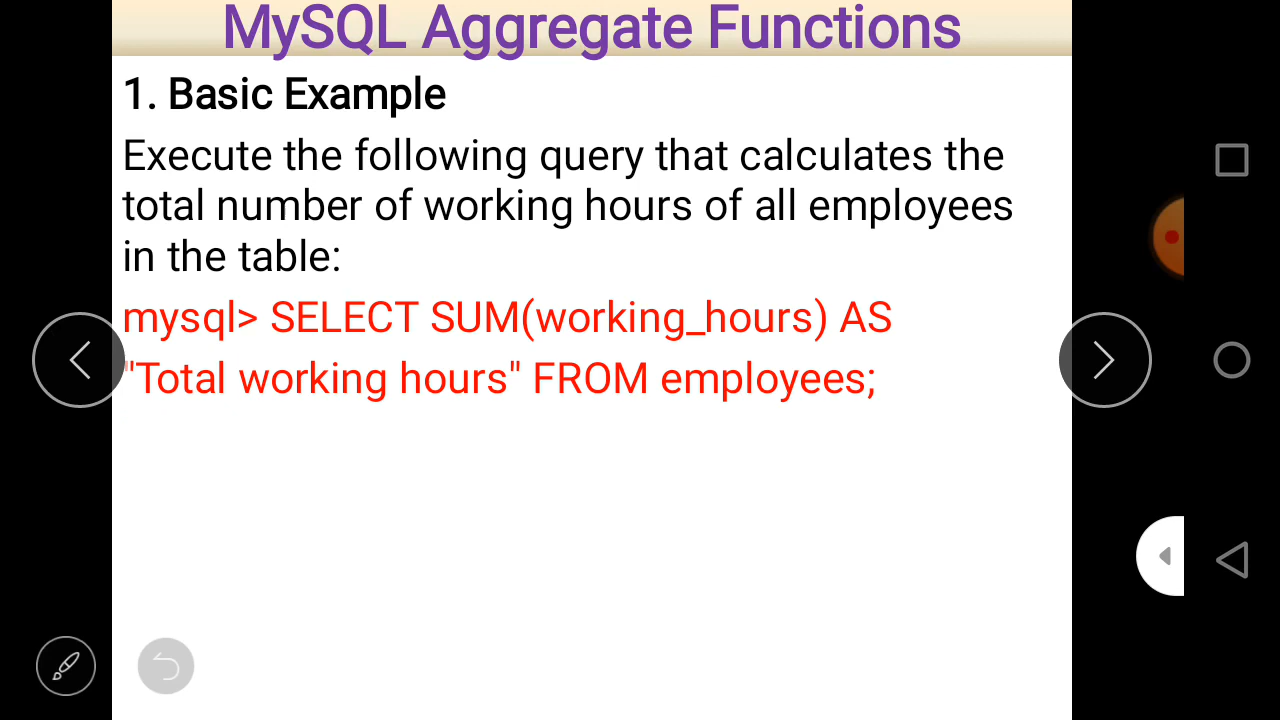 MySQL Aggregate Functions
1. Basic Example
Execute the following query that calculates the
total number of working hours of all employees
in the table:
mysql> SELECT SUM(working_hours) AS
"Total working hours" FROM employees;